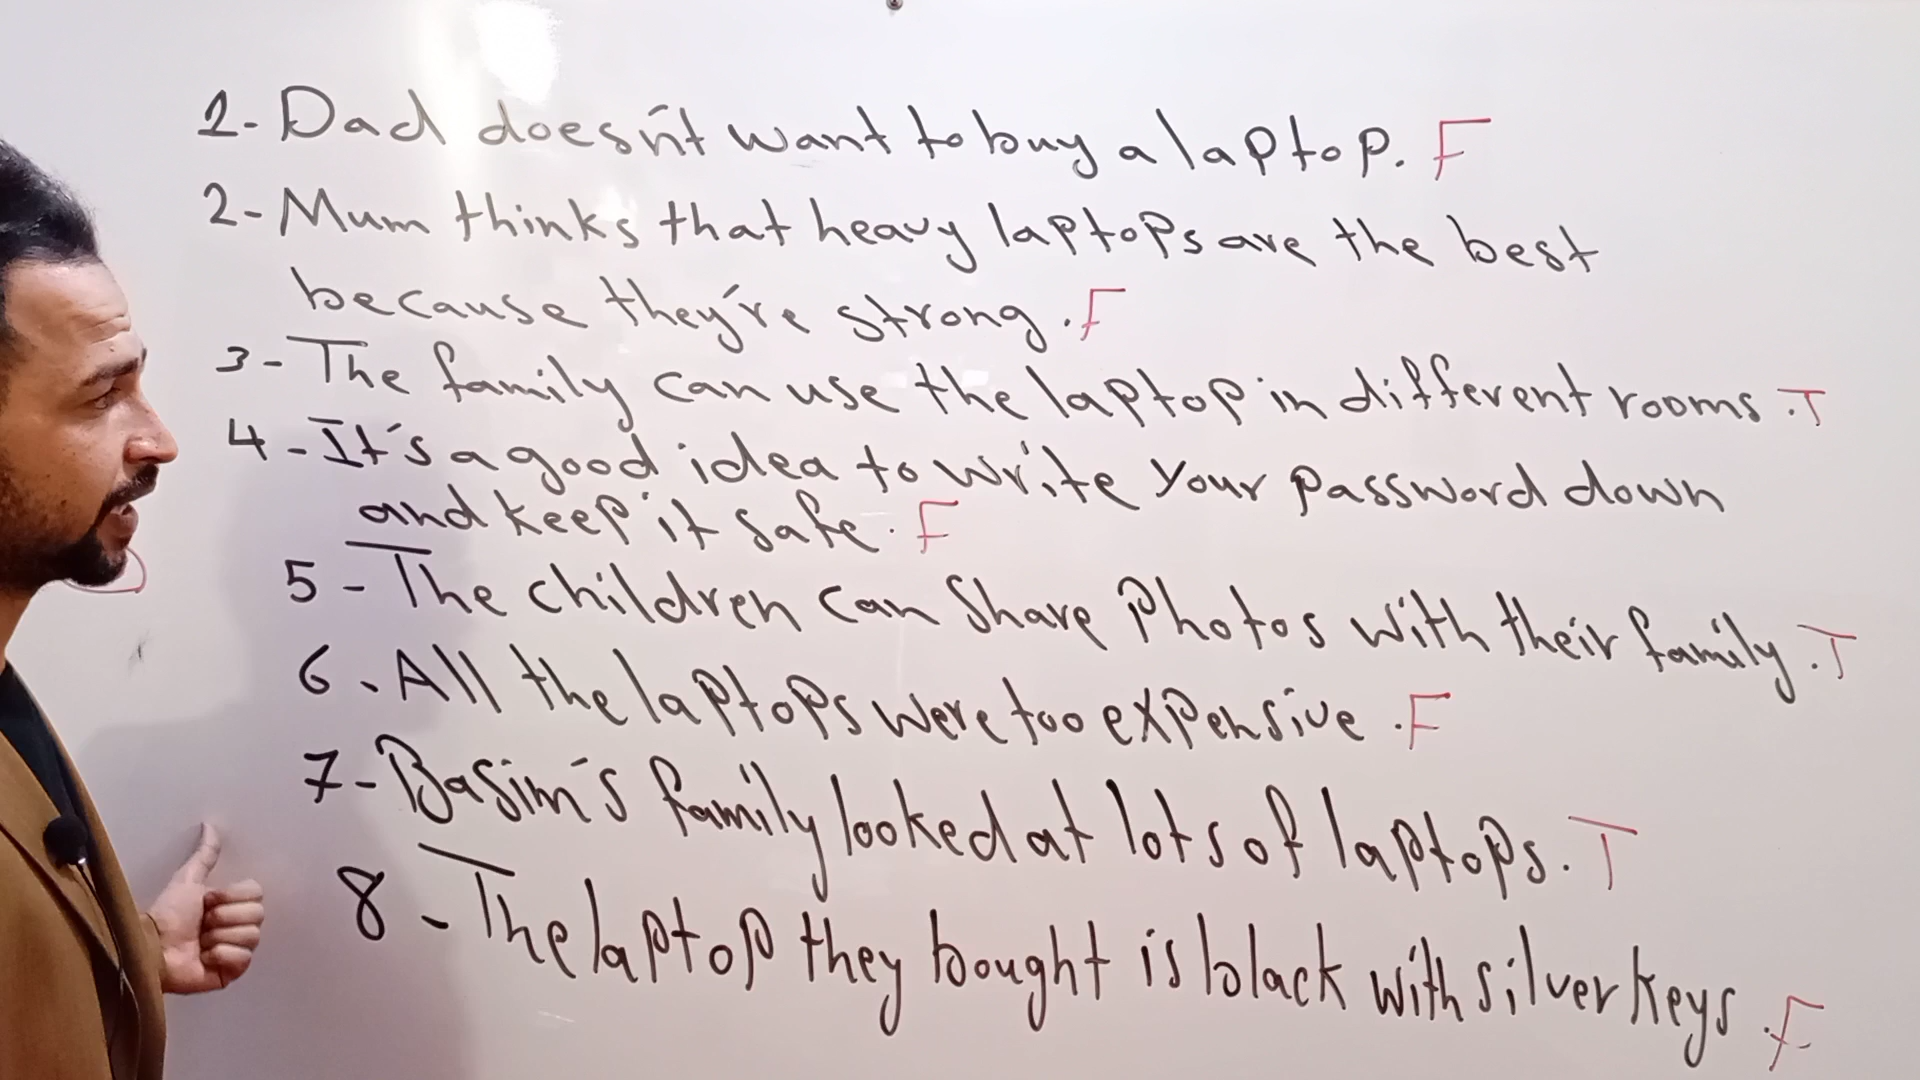 1- Dad doesn't want to buy a laptop. F
2- Mum thinks that heavy laptops are the best
because they're strong. F
3- The family can use the laptop in different rooms. T
4- It's a good idea to write your password down
and keep it safe. F
5- The children can share photos with their family. T
6- All the laptops were too expensive. F
7- Basim's family looked at lots of laptops. T
8- The laptop they bought is black with silver keys. F